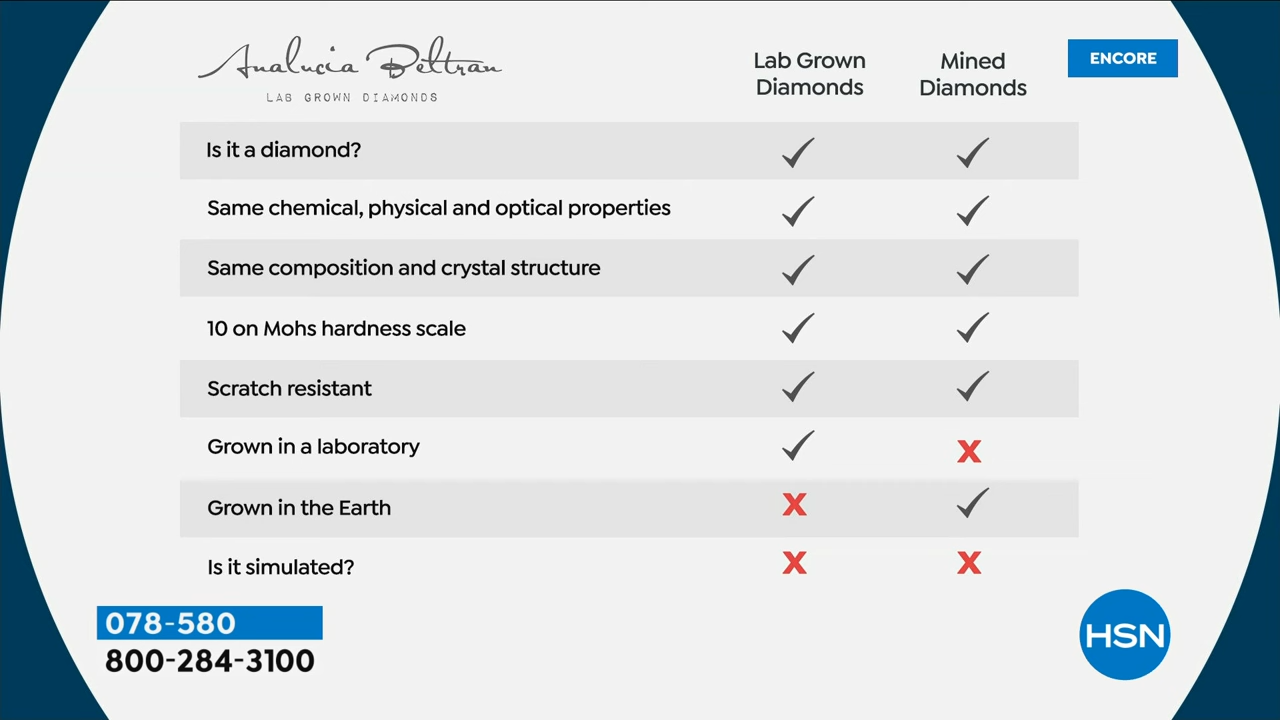 Analucia Beltran
LAB GROWN DIAMONDS
Lab Grown
Diamonds
Mined
Diamonds
ENCORE
Is it a diamond?
Same chemical, physical and optical properties
Same composition and crystal structure
10 on Mohs hardness scale
Scratch resistant
Grown in a laboratory
Grown in the Earth
Is it simulated?
078-580
800-284-3100
HSN